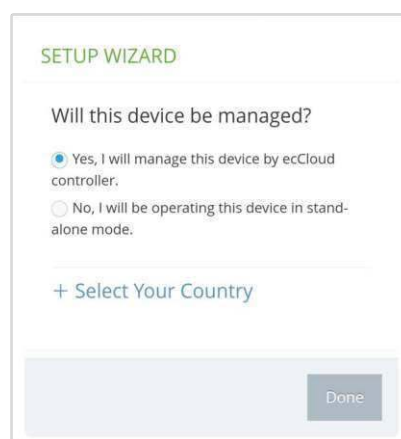 SETUP WIZARD
Will this device be managed?
Yes, I will manage this device by ecCloud
controller.
No, I will be operating this device in stand-
alone mode.
+ Select Your Country
Done